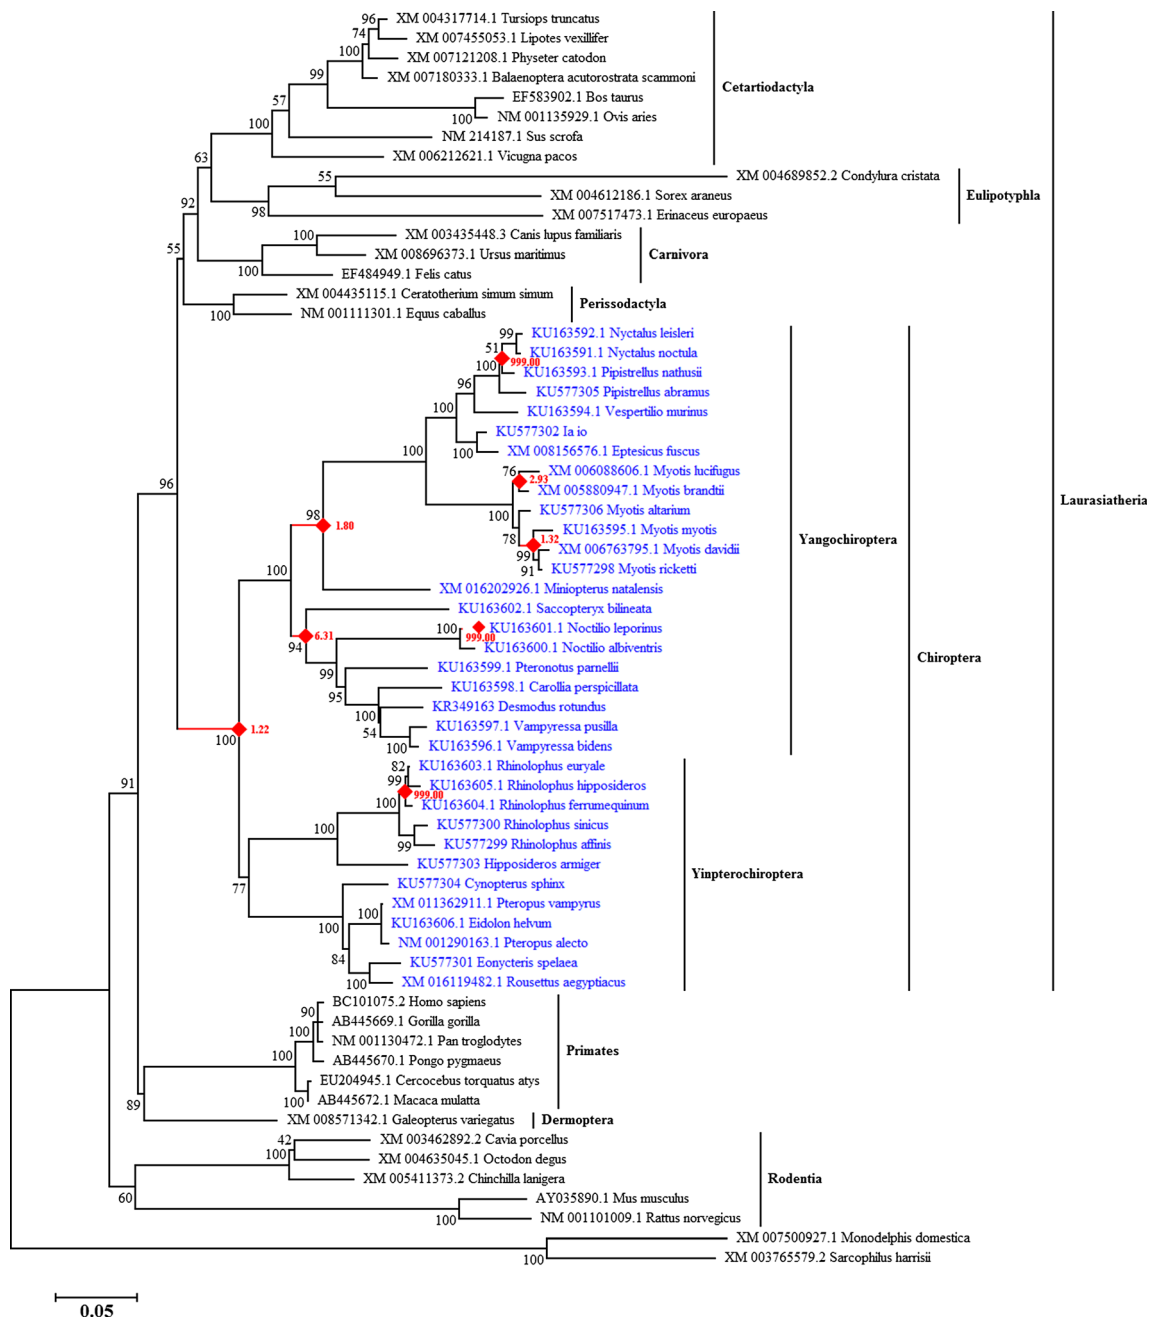 96
XM 004317714.1 Tursiops truncatus
74
XM 007455053.1 Lipotes vexillifer
100
XM 007121208.1 Physeter catodon
99
XM 007180333.1 Balaenoptera acutorostrata scammoni
Cetartiodactyla
57
EF583902.1 Bos taurus
100
NM 001135929.1 Ovis aries
100
NM 214187.1 Sus scrofa
63
XM 006212621.1 Vicugna pacos
55
XM 004689852.2 Condylura cristata
XM 004612186.1 Sorex araneus
Eulipotyphla
92
98
XM 007517473.1 Erinaceus europaeus
100
XM 003435448.3 Canis lupus familiaris
55
XM 008696373.1 Ursus maritimus
Carnivora
100
EF484949.1 Felis catus
XM 004435115.1 Ceratotherium simum simum
Perissodactyla
100
NM 001111301.1 Equus caballus
99
KU163592.1 Nyctalus leisleri
51
KU163591.1 Nyctalus noctula
999.00
100
KU163593.1 Pipistrellus nathusii
96
KU577305 Pipistrellus abramus
100
KU163594.1 Vespertilio murinus
KU577302 Ia io
100
100
XM 008156576.1 Eptesicus fuscus
76
XM 006088606.1 Myotis lucifugus
2.93
96
XM 005880947.1 Myotis brandtii
Laurasiatheria
100
KU577306 Myotis altarium
98
1.80
KU163595.1 Myotis myotis
78
1.32
Yangochiroptera
99
XM 006763795.1 Myotis davidii
100
91
KU577298 Myotis ricketti
XM 016202926.1 Miniopterus natalensis
KU163602.1 Saccopteryx bilineata
100
KU163601.1 Noctilio leporinus
6.31
999.00
94
KU163600.1 Noctilio albiventris
Chiroptera
99
KU163599.1 Pteronotus parnellii
95
KU163598.1 Carollia perspicillata
100
KR349163 Desmodus rotundus
1.22
54
KU163597.1 Vampyressa pusilla
100
100
KU163596.1 Vampyressa bidens
82
KU163603.1 Rhinolophus euryale
91
99
KU163605.1 Rhinolophus hipposideros
999.00
100
KU163604.1 Rhinolophus ferrumequinum
100
KU577300 Rhinolophus sinicus
99
KU577299 Rhinolophus affinis
KU577303 Hipposideros armiger
Yinpterochiroptera
77
KU577304 Cynopterus sphinx
XM 011362911.1 Pteropus vampyrus
100
100
KU163606.1 Eidolon helvum
NM 001290163.1 Pteropus alecto
84
KU577301 Eonycteris spelaea
100
XM 016119482.1 Rousettus aegyptiacus
BC101075.2 Homo sapiens
90
AB445669.1 Gorilla gorilla
100
NM 001130472.1 Pan troglodytes
Primates
100
AB445670.1 Pongo pygmaeus
EU204945.1 Cercocebus torquatus atys
100
AB445672.1 Macaca mulatta
89
XM 008571342.1 Galeopterus variegatus
Dermoptera
42
XM 003462892.2 Cavia porcellus
100
XM 004635045.1 Octodon degus
XM 005411373.2 Chinchilla lanigera
Rodentia
60
AY035890.1 Mus musculus
100
NM 001101009.1 Rattus norvegicus
XM 007500927.1 Monodelphis domestica
100
XM 003765579.2 Sarcophilus harrisii
0.05